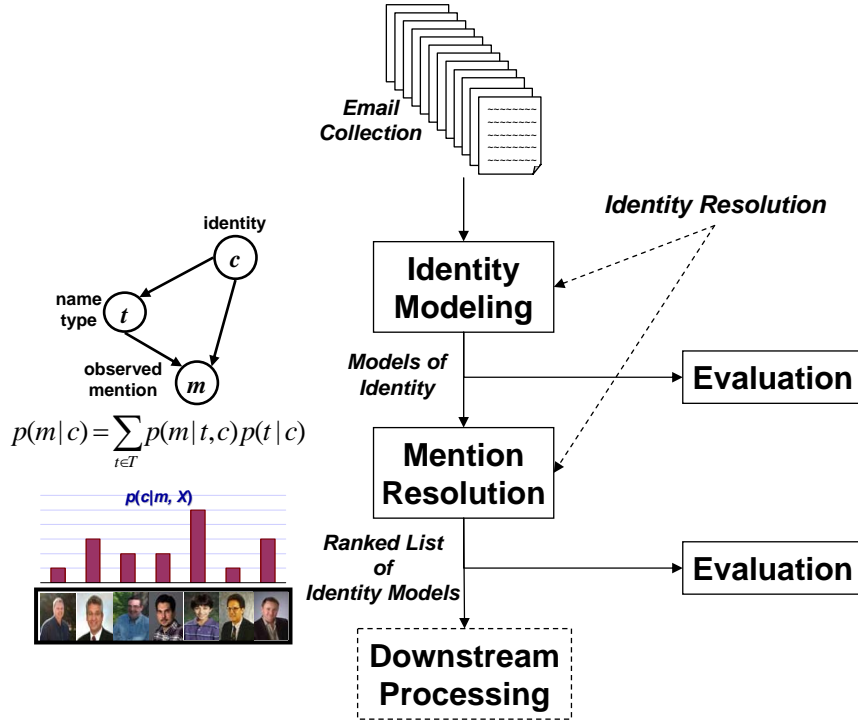 Email
Collection
~~~~~~~~
~~~~~~~~
~~~~~~~~
~~~~~~~~
~~~~~~~~
Identity Resolution
identity
c
name
type
t
observed
mention
m
p(m|c) = ∑ p(m|t,c)p(t|c)
t∈T
p(c|m, X)
Identity
Modeling
Models of
Identity
Evaluation
Mention
Resolution
Ranked List
of
Identity Models
Evaluation
Downstream
Processing